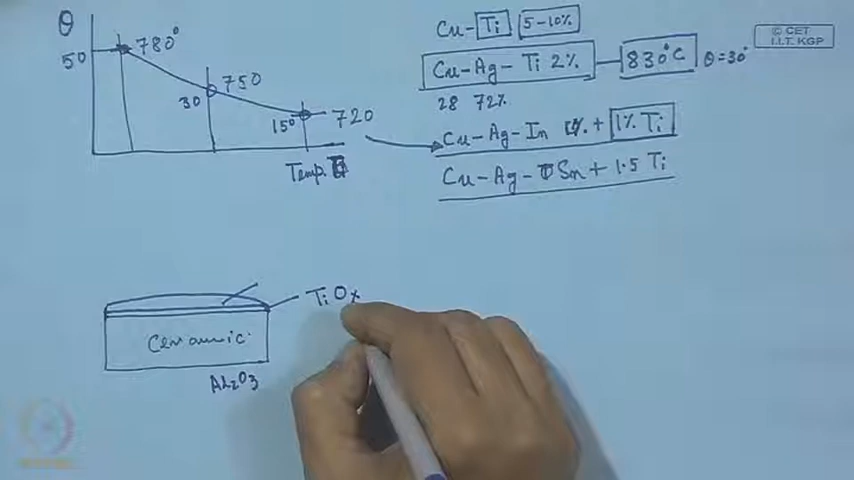 θ
50
780°
30
750
15°
720
Temp.
Cu-Ti 5-10%
Cu-Ag-Ti 2%
830°C
θ=30°
28 72%
Cu-Ag-In + 1% Ti
Cu-Ag-Sn + 1.5 Ti
© CET
I.I.T. KGP
TiOx
Ceramic
Al2O3